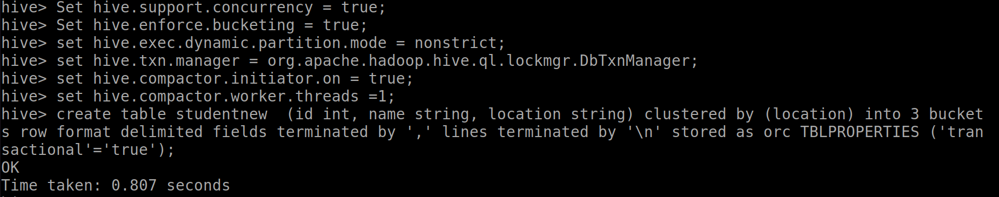 hive> Set hive.support.concurrency = true;
hive> Set hive.enforce.bucketing = true;
hive> set hive.exec.dynamic.partition.mode = nonstrict;
hive> set hive.txn.manager = org.apache.hadoop.hive.ql.lockmgr.DbTxnManager;
hive> set hive.compactor.initiator.on = true;
hive> set hive.compactor.worker.threads =1;
hive> create table studentnew  (id int, name string, location string) clustered by (location) into 3 bucket
s row format delimited fields terminated by ',' lines terminated by '\n' stored as orc TBLPROPERTIES ('tran
sactional'='true');
OK
Time taken: 0.807 seconds